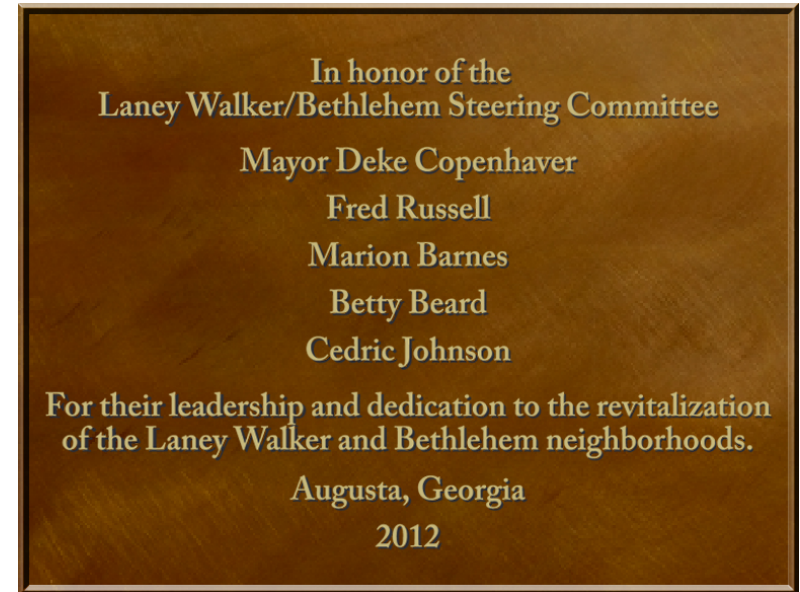 In honor of the
Laney Walker/Bethlehem Steering Committee
Mayor Deke Copenhaver
Fred Russell
Marion Barnes
Betty Beard
Cedric Johnson
For their leadership and dedication to the revitalization
of the Laney Walker and Bethlehem neighborhoods.
Augusta, Georgia
2012